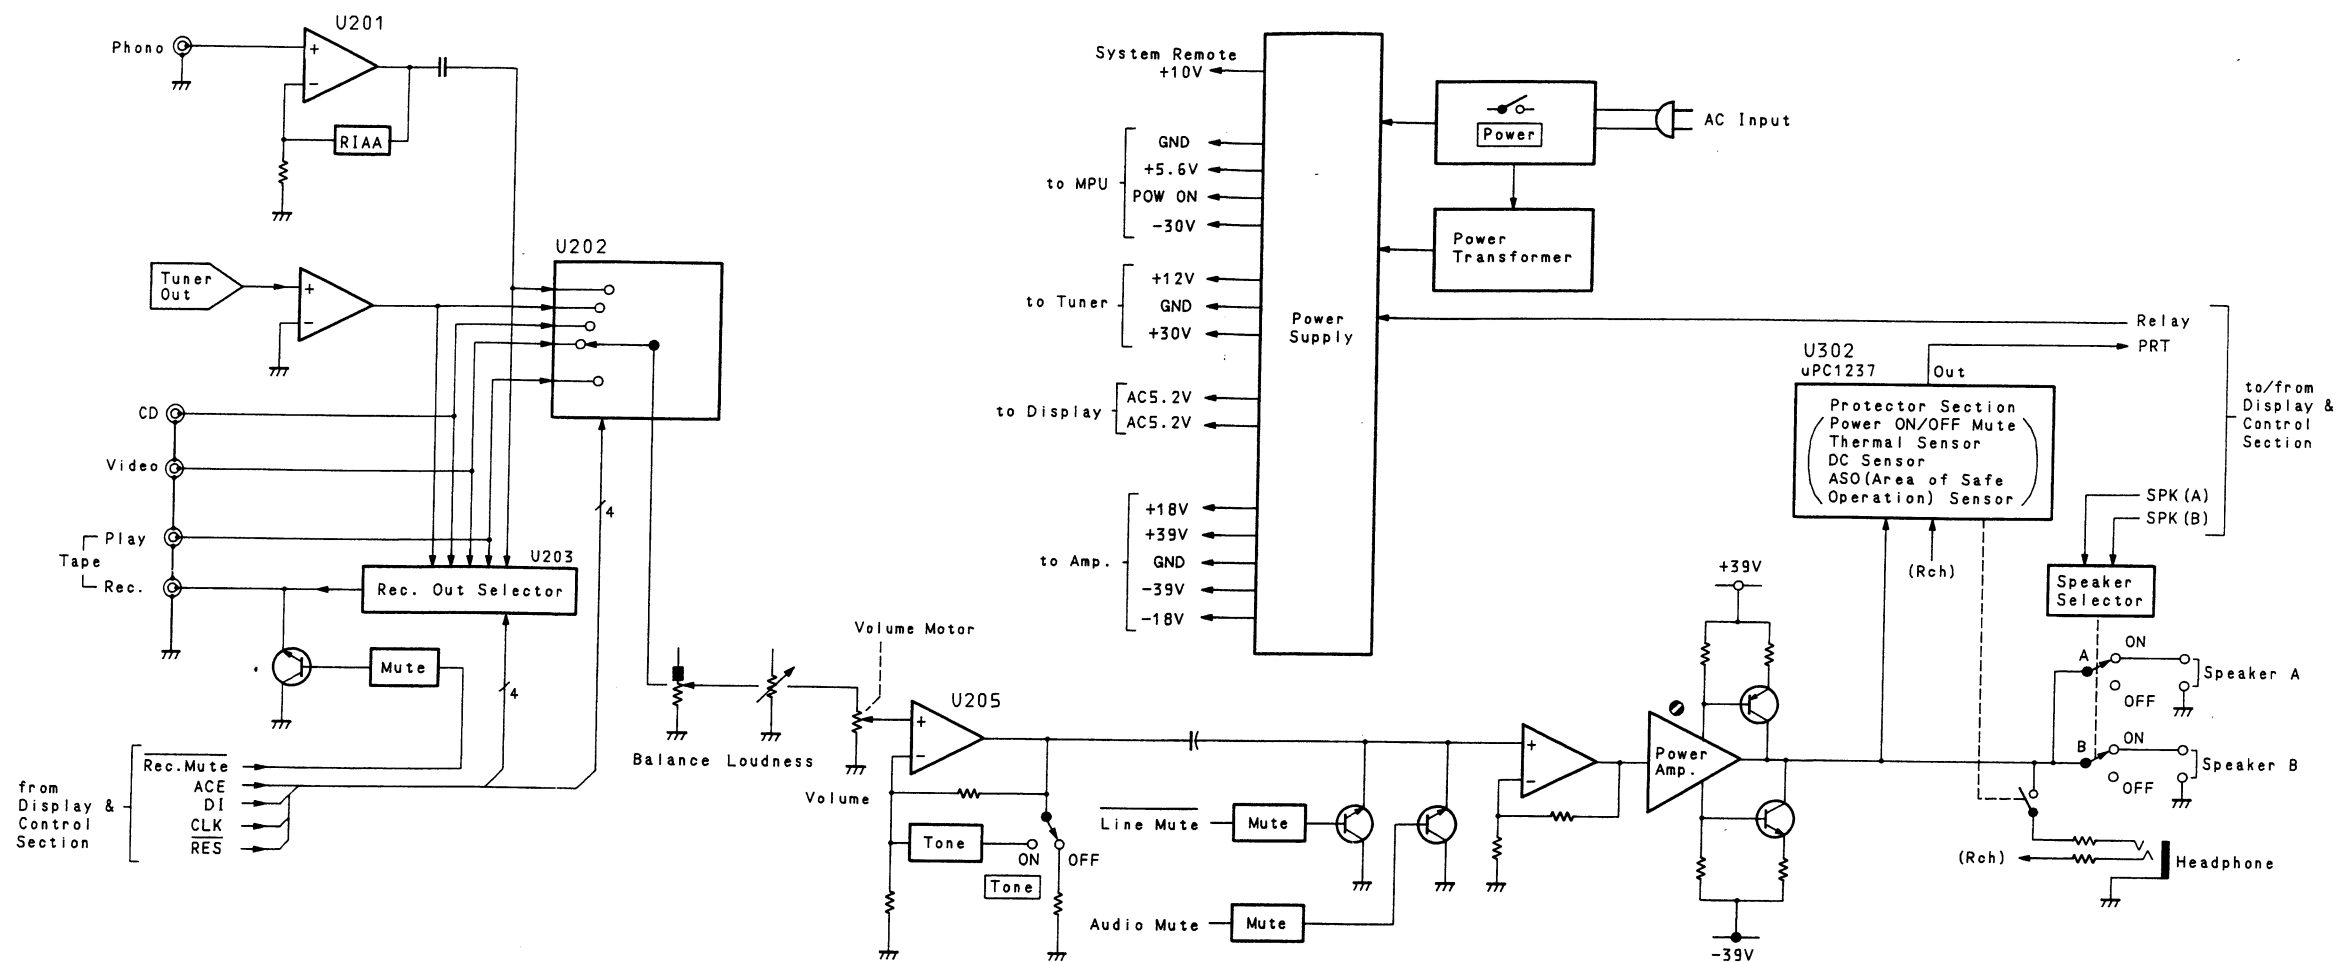 U201
Phono
RIAA
U202
Tuner
Out
CD
Video
Play
Tape
Rec.
U203
Rec. Out Selector
4
4
Mute
Rec.Mute
ACE
DI
CLK
RES
from
Display &
Control
Section
Balance Loudness
Volume Motor
Volume
U205
Tone
ON
OFF
Tone
Line Mute
Mute
Audio Mute
Mute
System Remote
+10V
to MPU
GND
+5.6V
POW ON
-30V
to Tuner
+12V
GND
+30V
to Display
AC5.2V
AC5.2V
to Amp.
+18V
+39V
GND
-39V
-18V
Power
Supply
Power
AC Input
Power
Transformer
Relay
PRT
U302
uPC1237
Out
Protector Section
Power ON/OFF Mute
Thermal Sensor
DC Sensor
ASO(Area of Safe
Operation) Sensor
(Rch)
to/from
Display &
Control
Section
SPK(A)
SPK(B)
Speaker
Selector
+39V
Power
Amp.
-39V
A
ON
OFF
Speaker A
B
ON
OFF
Speaker B
(Rch)
Headphone